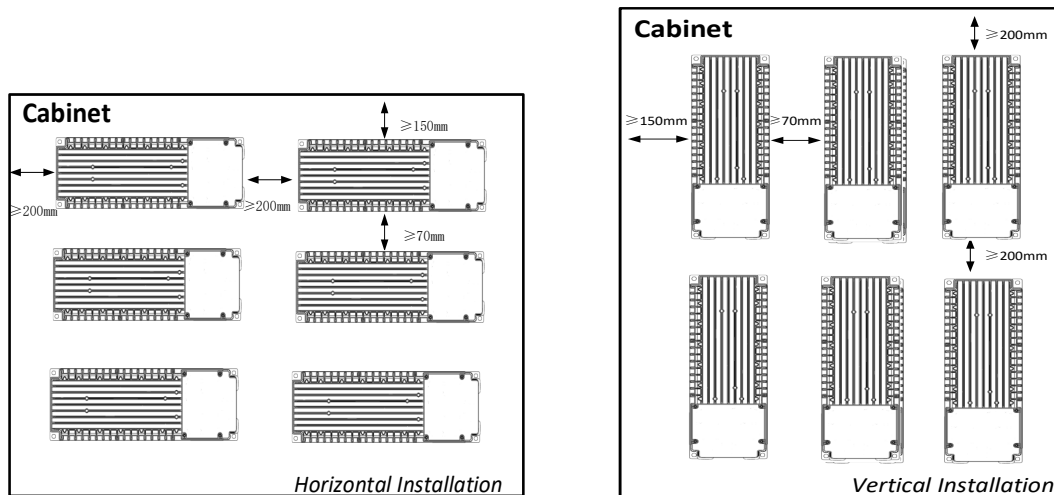 Cabinet
≥150mm
≥200mm
≥200mm
≥70mm
Horizontal Installation
Cabinet
≥200mm
≥150mm
≥70mm
≥200mm
Vertical Installation